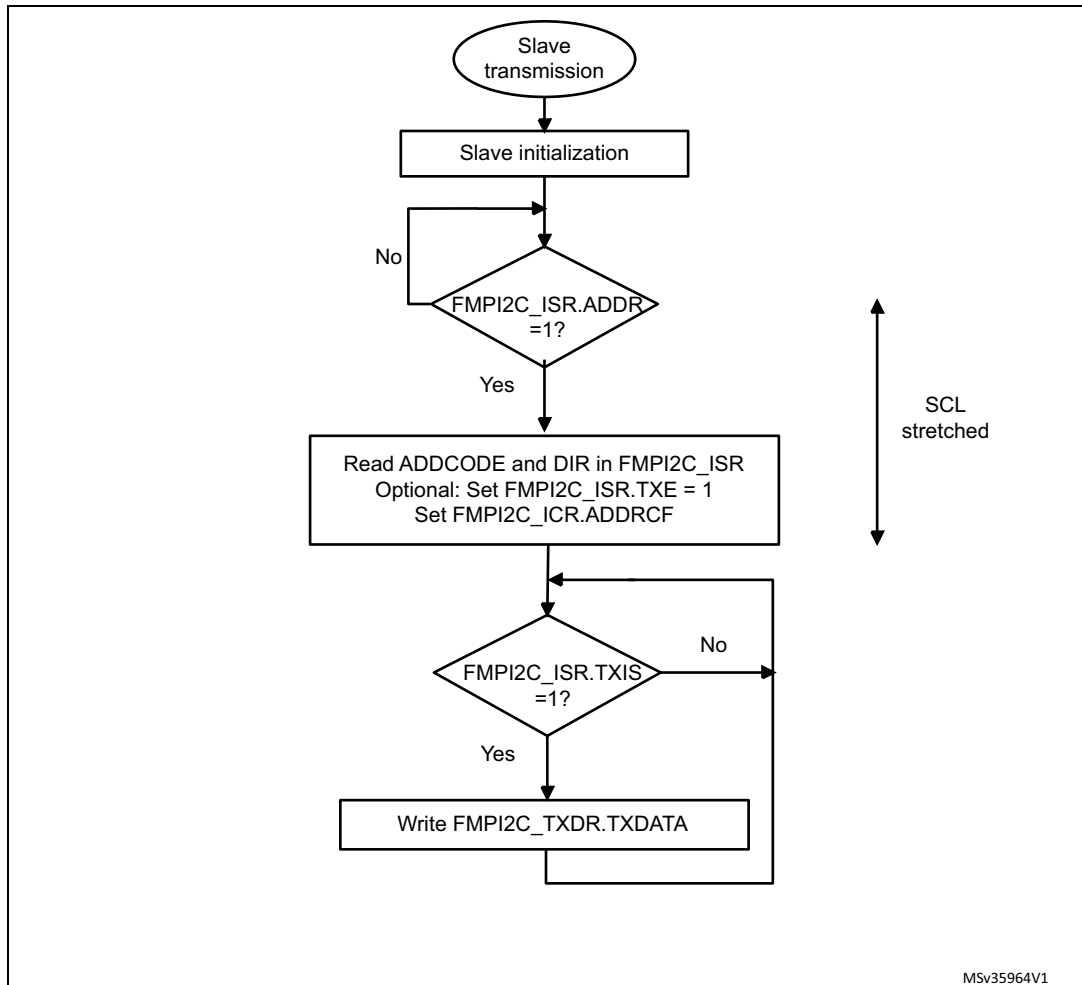 Slave
transmission
Slave initialization
No
FMPI2C_ISR.ADDR
=1?
Yes
SCL
stretched
Read ADDCODE and DIR in FMPI2C_ISR
Optional: Set FMPI2C_ISR.TXE = 1
Set FMPI2C_ICR.ADDRCF
No
FMPI2C_ISR.TXIS
=1?
Yes
Write FMPI2C_TXDR.TXDATA
MSv35964V1